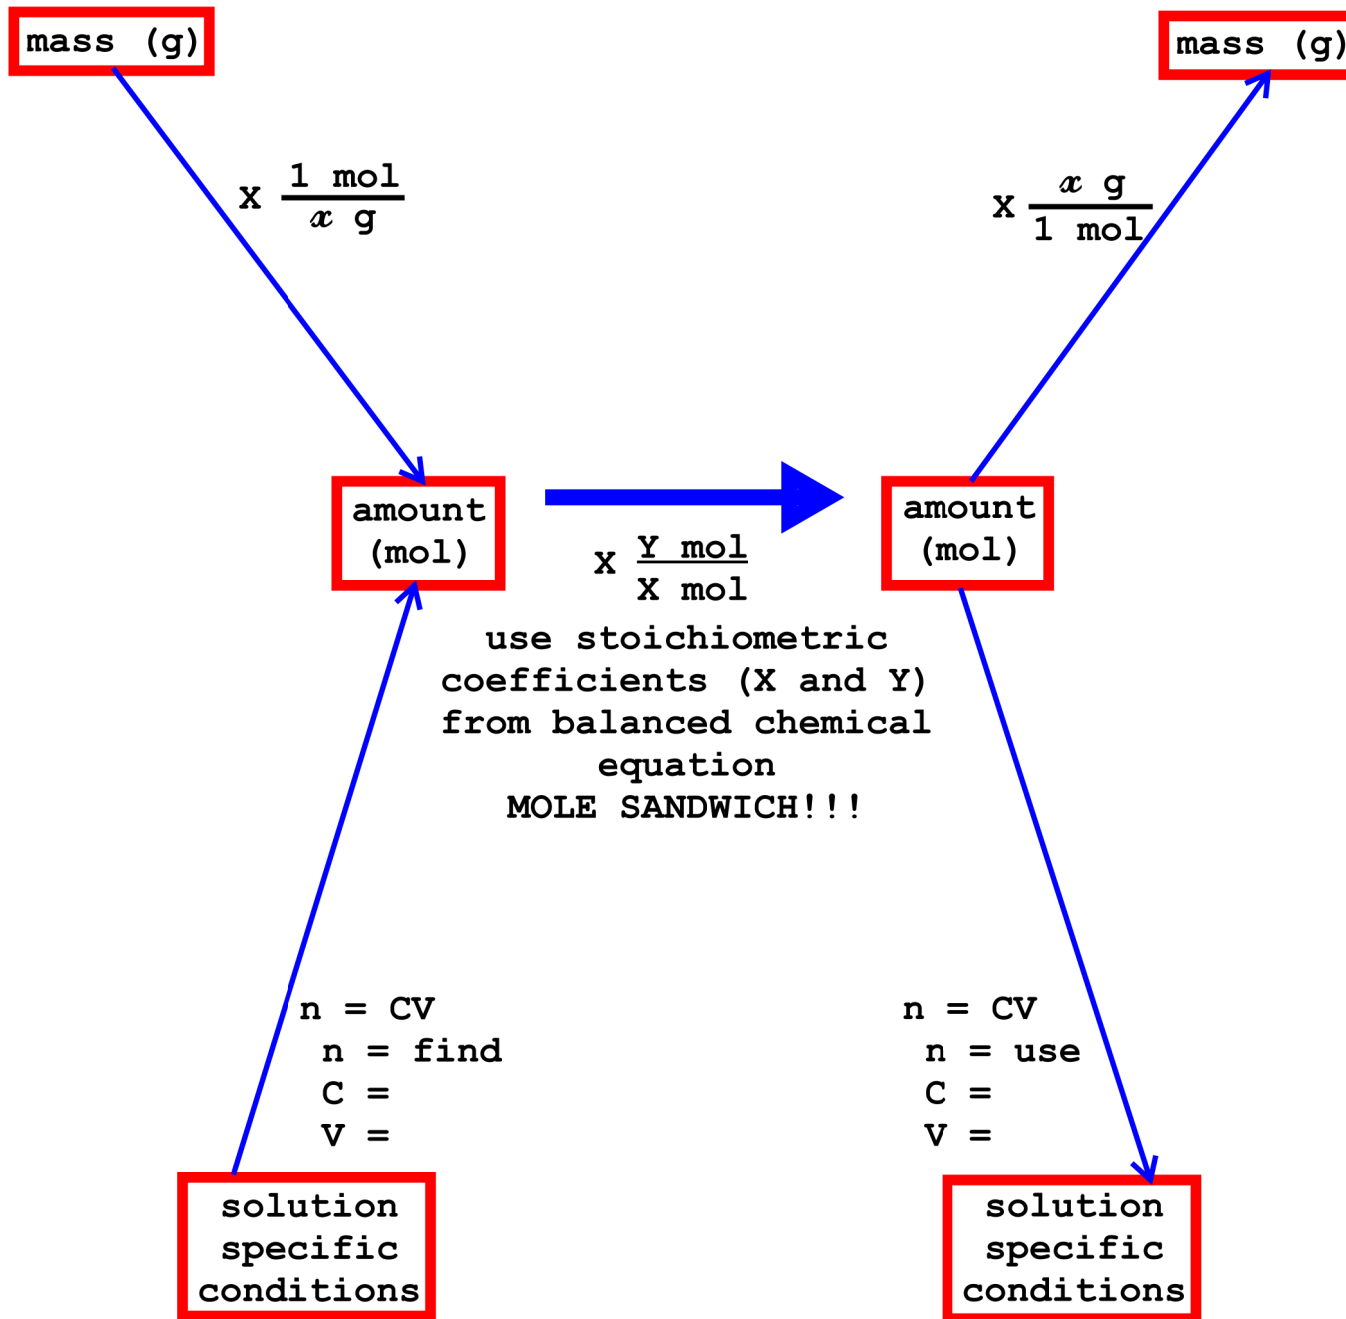 mass (g)
mass (g)
X 1 mol
x g
X x g
1 mol
amount
(mol)
amount
(mol)
X Y mol
X mol
use stoichiometric
coefficients (X and Y)
from balanced chemical
equation
MOLE SANDWICH!!!
n = CV
n = find
C =
V =
n = CV
n = use
C =
V =
solution
specific
conditions
solution
specific
conditions